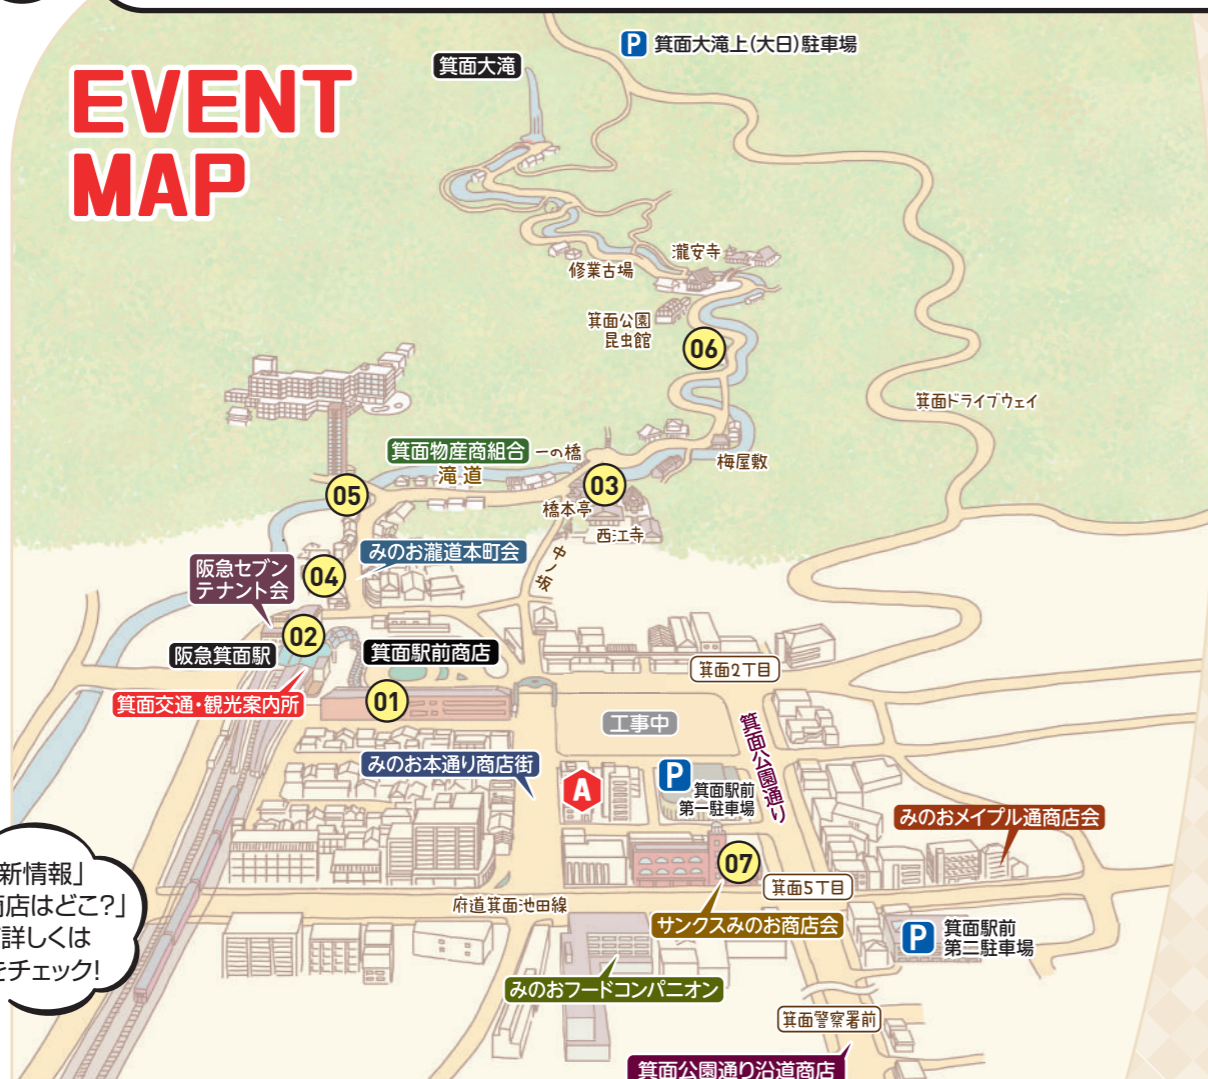 EVENT
MAP
P 箕面大滝上(大日)駐車場
箕面大滝
瀧安寺
修業古場
箕面公園
昆虫館
06
箕面ドライブウェイ
箕面物産商組合
一の橋
滝道
梅屋敷
05
03
橋本亭
西江寺
中ノ坂
みのお瀧道本町会
阪急セブン
テナント会
04
02
阪急箕面駅
箕面駅前商店
箕面2丁目
箕面交通・観光案内所
01
工事中
箕面公園通り
みのお本通り商店街
A
P
箕面駅前
第一駐車場
みのおメイプル通商店会
07
箕面5丁目
府道箕面池田線
サンクスみのお商店会
P
箕面駅前
第二駐車場
新情報」
商店はどこ?」
詳しくは
をチェック!
みのおフードコンパニオン
箕面警察署前
箕面公園通り沿道商店